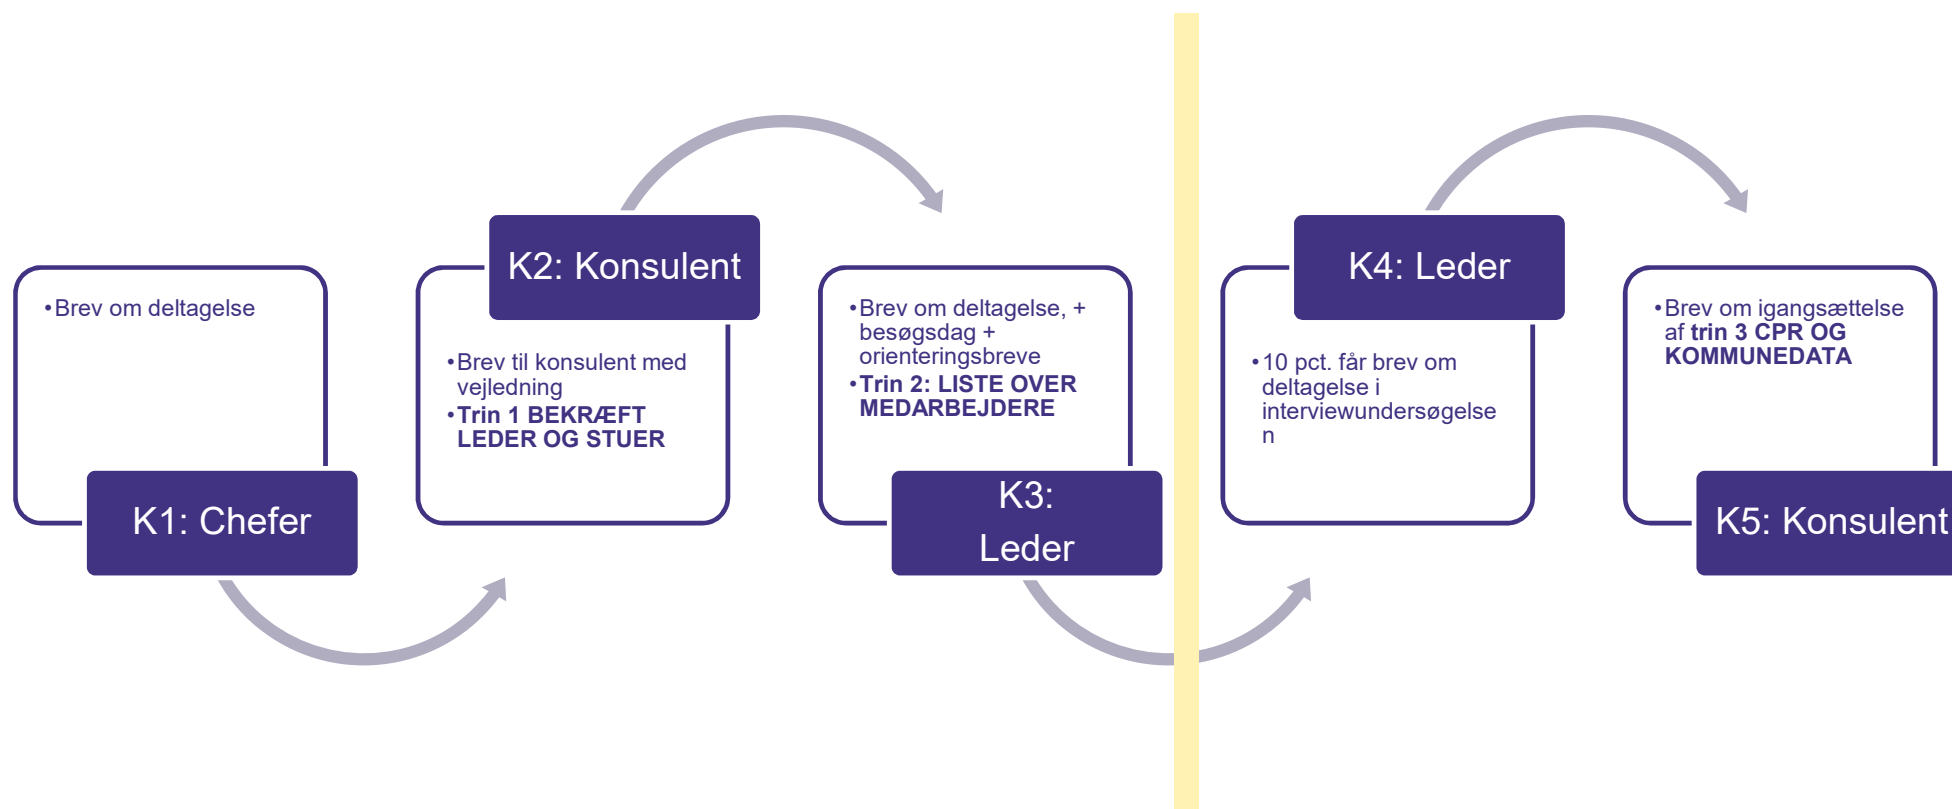 •Brev om deltagelse
K1: Chefer
K2: Konsulent
•Brev til konsulent med
vejledning
•Trin 1 BEKRÆFT
LEDER OG STUER
•Brev om deltagelse, +
besøgsdag +
orienteringsbreve
•Trin 2: LISTE OVER
MEDARBEJDERE
K3:
Leder
K4: Leder
•10 pct. får brev om
deltagelse i
interviewundersøgelse
n
•Brev om igangsættelse
af trin 3 CPR OG
KOMMUNEDATA
K5: Konsulent